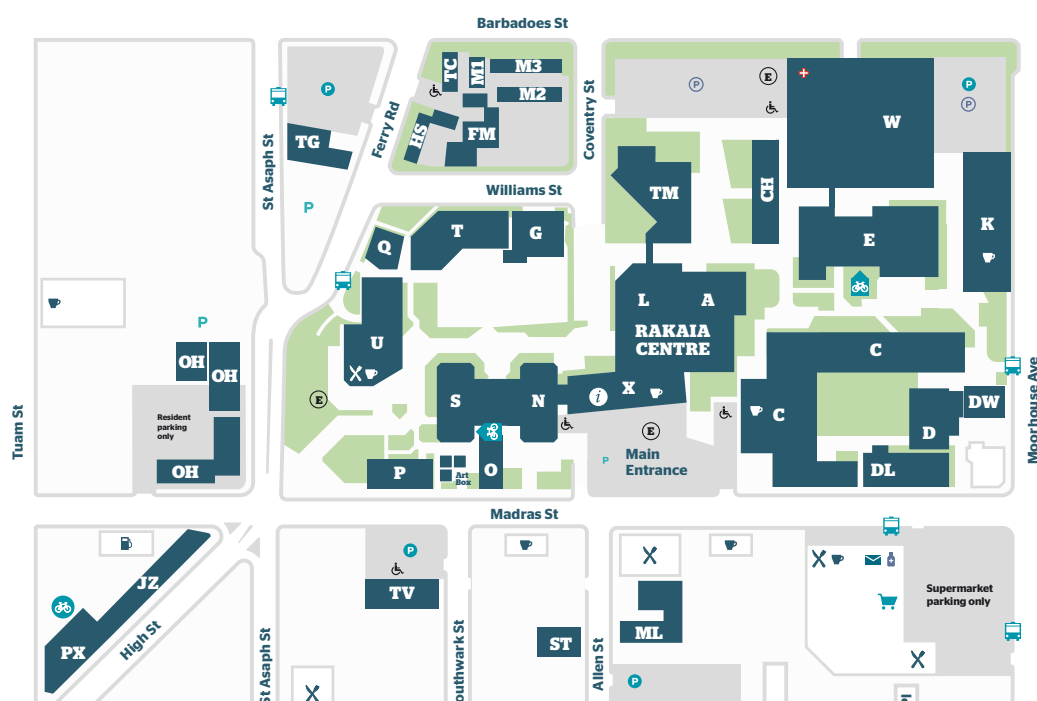 Barbadoes St
TC
M1
M3
M2
P
E
P
P
P
W
HS
FM
TG
Ferry Rd
Coventry St
St Asaph St
P
Williams St
TM
CH
K
Q
T
G
E
L
A
RAKAIA
CENTRE
P
U
OH
OH
C
E
S
N
i
X
C
DW
D
Resident
parking
only
Tuam St
Moorhouse Ave
E
Main
Entrance
P
OH
P
Art
Box
O
DL
Madras St
JZ
P
TV
PX
High St
St Asaph St
outhwark St
ST
Allen St
ML
Supermarket
parking only
P